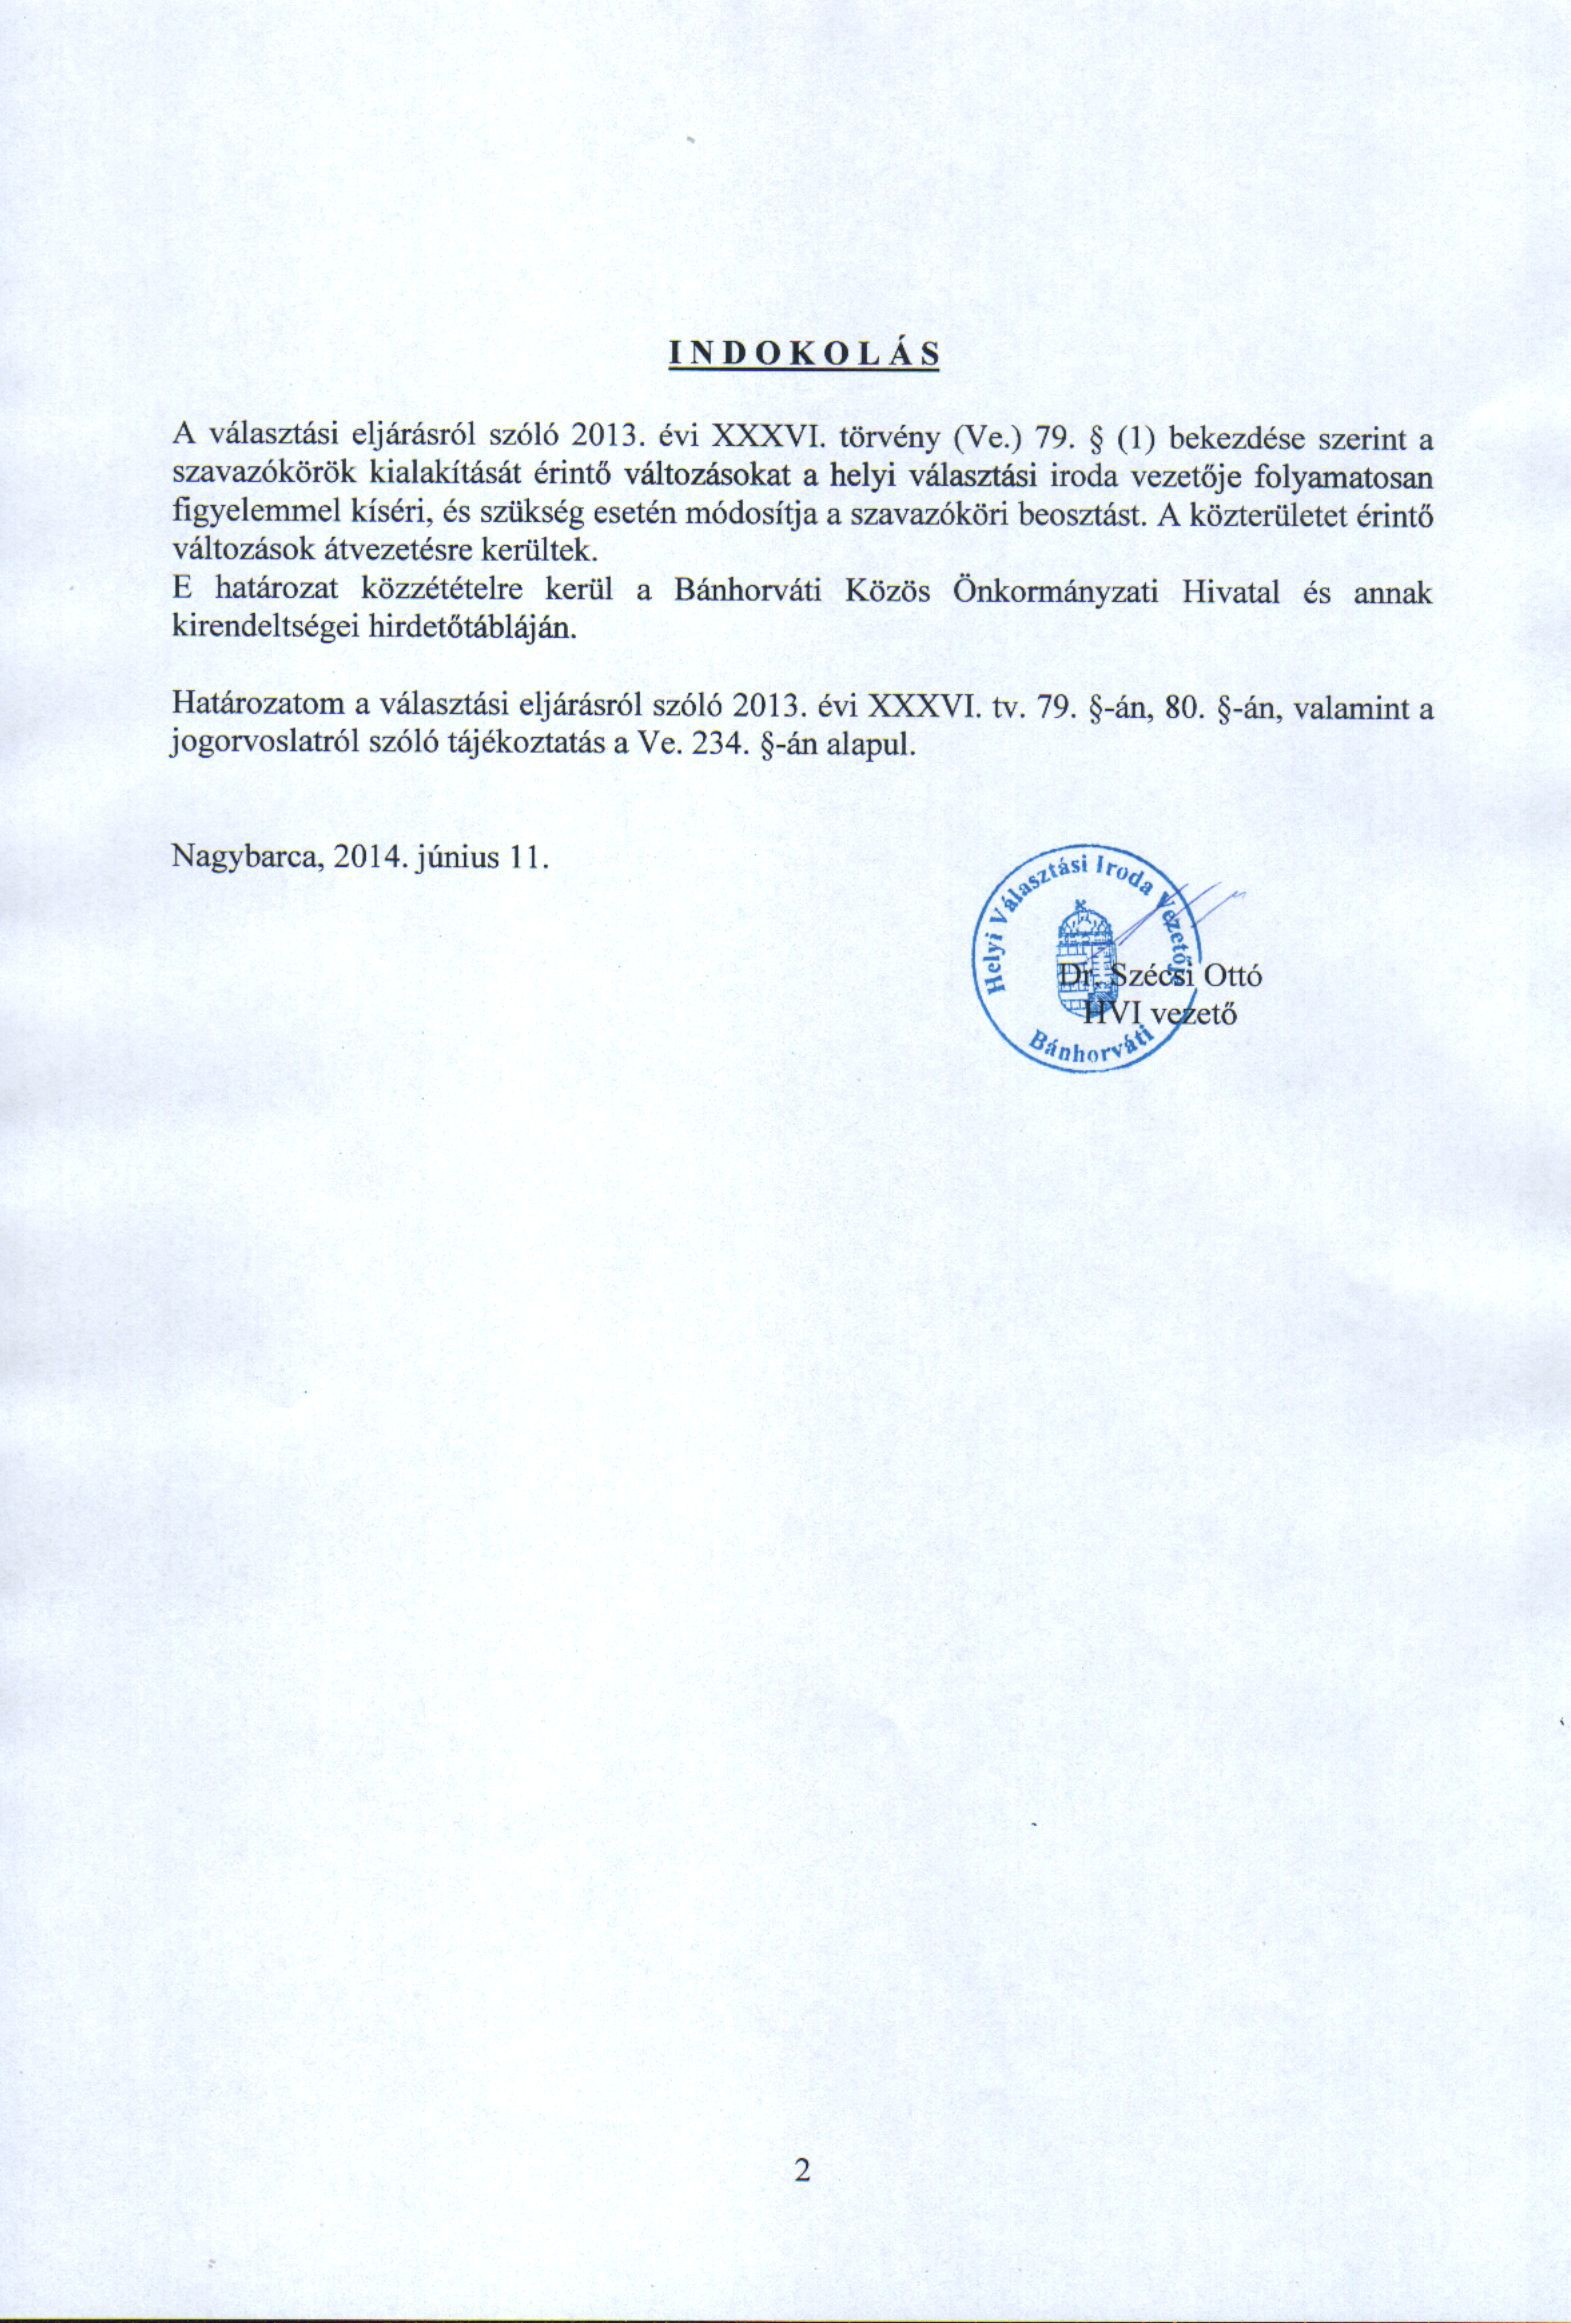 INDOKOLÁS
A választási eljárásról szóló 2013. évi XXXVI. törvény (Ve.) 79. § (1) bekezdése szerint a
szavazókörök kialakítását érintő változásokat a helyi választási iroda vezetője folyamatosan
figyelemmel kíséri, és szükség esetén módosítja a szavazóköri beosztást. A közterületet érintő
változások átvezetésre kerültek.
E határozat közzétételre kerül a Bánhorváti Közös Önkormányzati Hivatal és annak
kirendeltségei hirdetőtábláján.
Határozatom a választási eljárásról szóló 2013. évi XXXVI. tv. 79. §-án, 80. §-án, valamint a
jogorvoslatról szóló tájékoztatás a Ve. 234. §-án alapul.
Nagybarca, 2014. június 11.
Helyi Választási Iroda Vezetője
Dr. Szécsi Ottó
HVI vezető
Bánhorváti
2